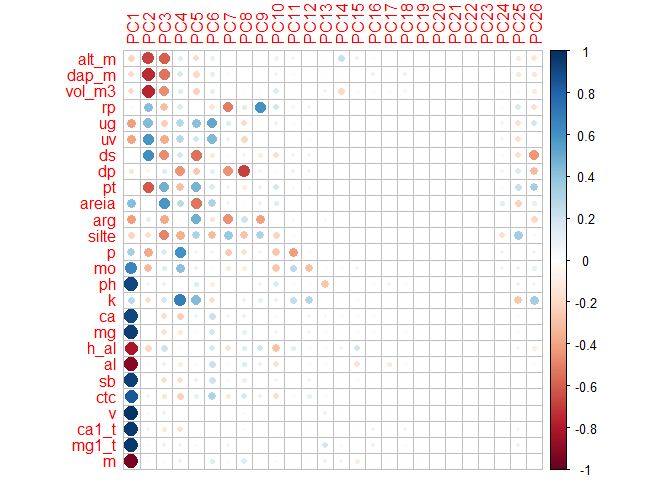 PC1 PC2 PC3 PC4 PC5 PC6 PC7 PC8 PC9 PC10 PC11 PC12 PC13 PC14 PC15 PC16 PC17 PC18 PC19 PC20 PC21 PC22 PC23 PC24 PC25 PC26
alt_m
dap_m
vol_m3
rp
ug
uv
ds
dp
pt
areia
arg
silte
p
mo
ph
k
ca
mg
h_al
al
sb
ctc
v
ca1_t
mg1_t
m
1
0.8
0.6
0.4
0.2
0
-0.2
-0.4
-0.6
-0.8
-1